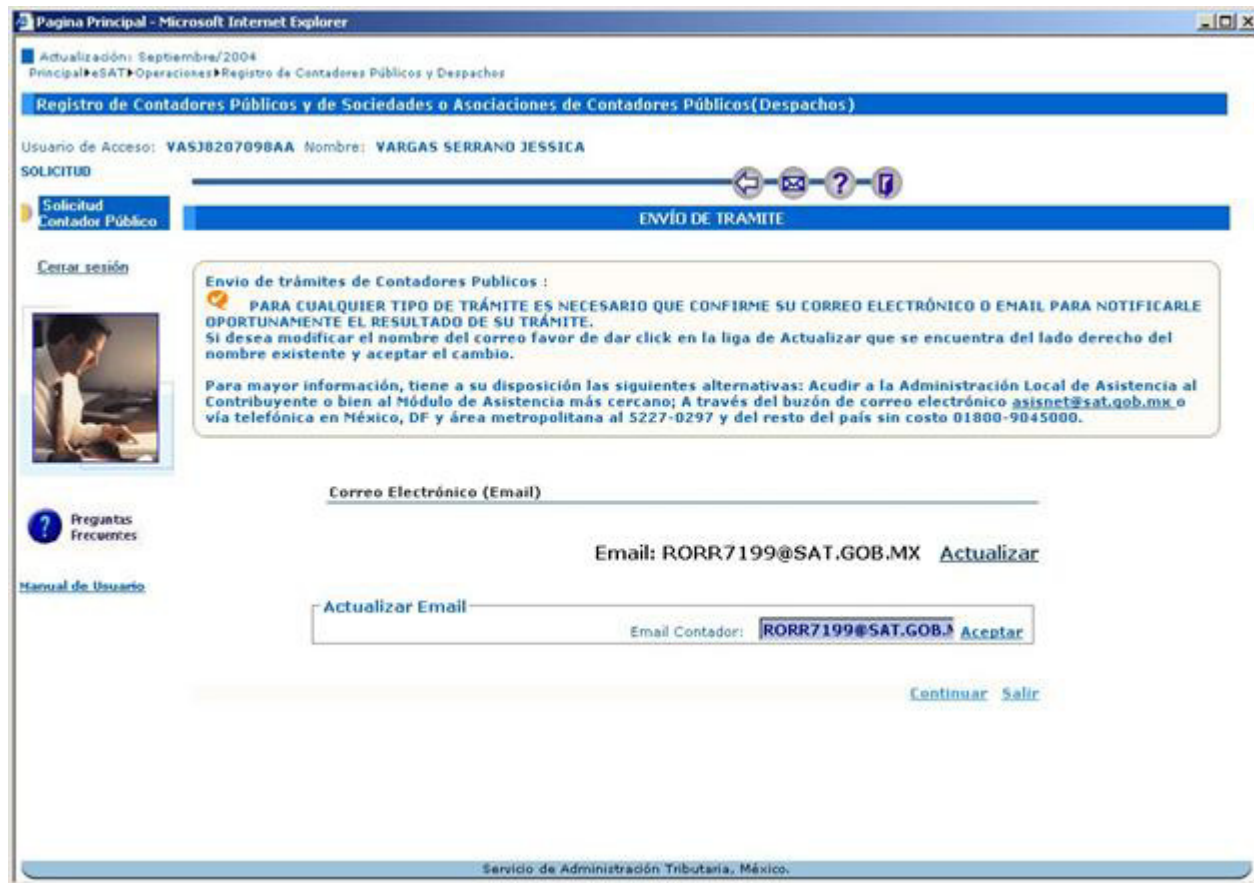 Pagina Principal - Microsoft Internet Explorer
Actualización: Septiembre/2004
Principal▶eSAT▶Operaciones▶Registro de Contadores Públicos y Despachos
Registro de Contadores Públicos y de Sociedades o Asociaciones de Contadores Públicos(Despachos)
Usuario de Acceso: VASJ8207098AA Nombre: VARGAS SERRANO JESSICA
SOLICITUD
Solicitud
Contador Público
ENVÍO DE TRAMITE
Cerrar sesión
Envio de trámites de Contadores Publicos :
PARA CUALQUIER TIPO DE TRÁMITE ES NECESARIO QUE CONFIRME SU CORREO ELECTRÓNICO O EMAIL PARA NOTIFICARLE
OPORTUNAMENTE EL RESULTADO DE SU TRÁMITE.
Si desea modificar el nombre del correo favor de dar click en la liga de Actualizar que se encuentra del lado derecho del
nombre existente y aceptar el cambio.
Para mayor información, tiene a su disposición las siguientes alternativas: Acudir a la Administración Local de Asistencia al
Contribuyente o bien al Módulo de Asistencia más cercano; A través del buzón de correo electrónico asisnet@sat.gob.mx o
vía telefónica en México, DF y área metropolitana al 5227-0297 y del resto del país sin costo 01800-9045000.
Correo Electrónico (Email)
Preguntas
Frecuentes
Email: RORR7199@SAT.GOB.MX Actualizar
Manual de Usuario
Actualizar Email
Email Contador: RORR7199@SAT.GOB.M Aceptar
Continuar Salir
Servicio de Administración Tributaria, México.